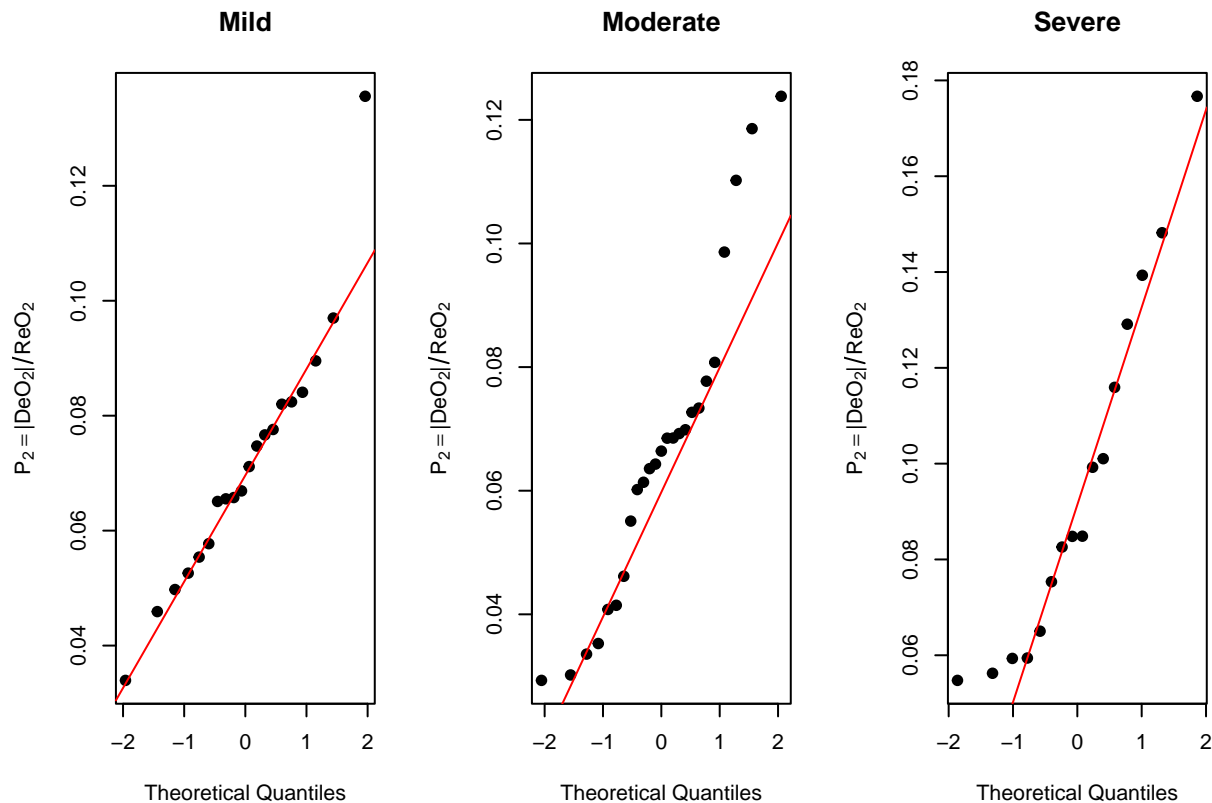 Mild
P₂ = |DeO₂|/ReO₂
0.04 0.06 0.08 0.10 0.12
−2 −1 0 1 2
Theoretical Quantiles
Moderate
P₂ = |DeO₂|/ReO₂
0.04 0.06 0.08 0.10 0.12
−2 −1 0 1 2
Theoretical Quantiles
Severe
P₂ = |DeO₂|/ReO₂
0.06 0.08 0.10 0.12 0.14 0.16 0.18
−2 −1 0 1 2
Theoretical Quantiles